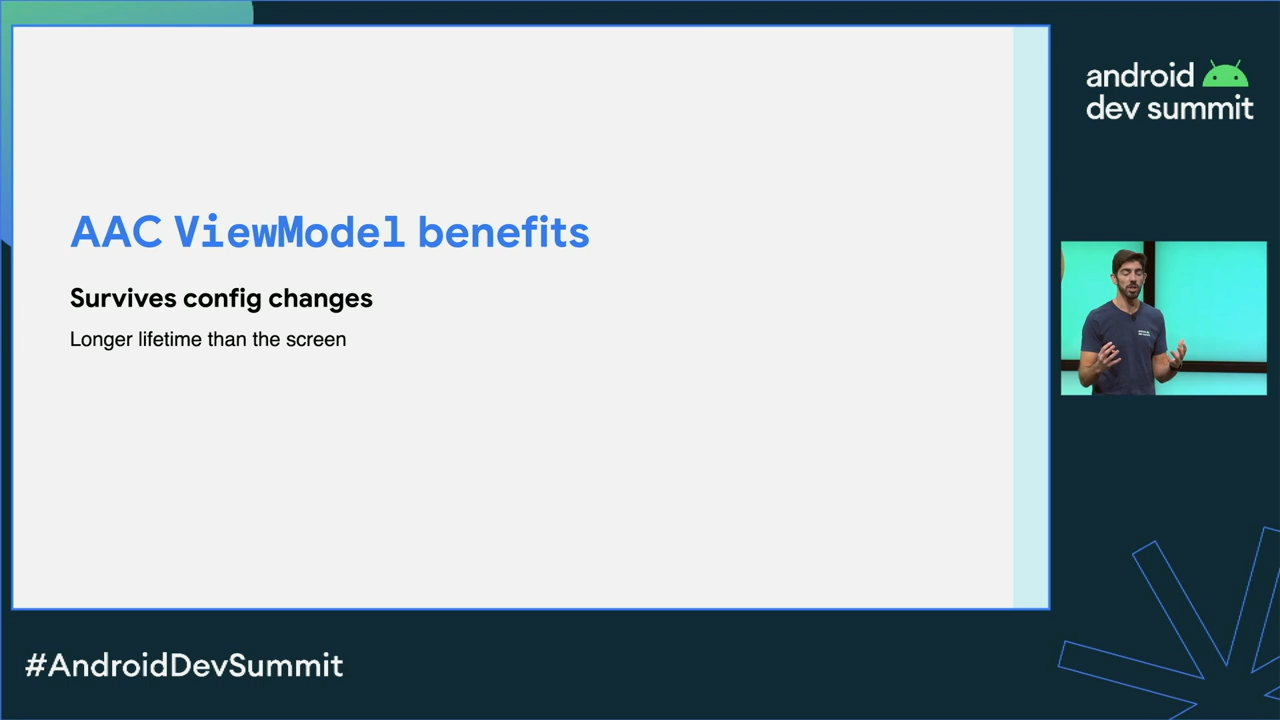 AAC ViewModel benefits
Survives config changes
Longer lifetime than the screen
android
dev summit
#AndroidDevSummit